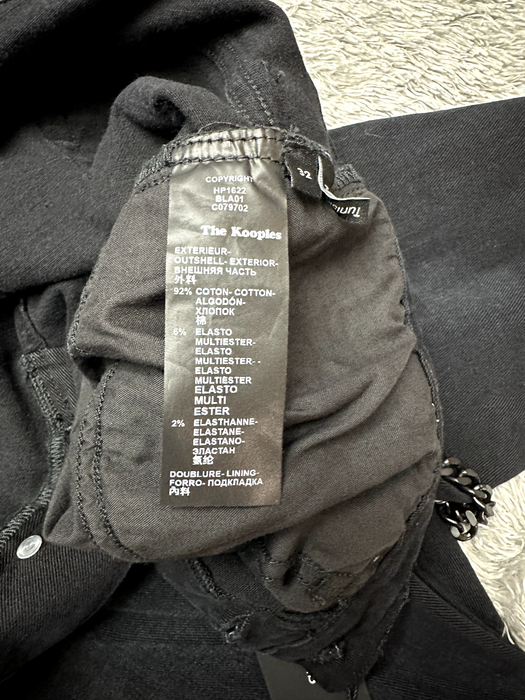 32
COPYRIGHT
HP1622
BLA01
C079702
The Kooples
EXTERIEUR-
OUTSHELL- EXTERIOR-
ВНЕШНЯЯ ЧАСТЬ
外料
92% COTON- COTTON-
ALGODÓN-
ХЛОПОК
棉
6% ELASTO
MULTIESTER-
ELASTO
MULTIESTER- -
ELASTO
MULTIESTER
ELASTO
MULTI
ESTER
2% ELASTHANNE-
ELASTANE-
ELASTANO-
ЭЛАСТАН
氨纶
DOUBLURE- LINING-
FORRO- ПОДКЛАДКА
內料